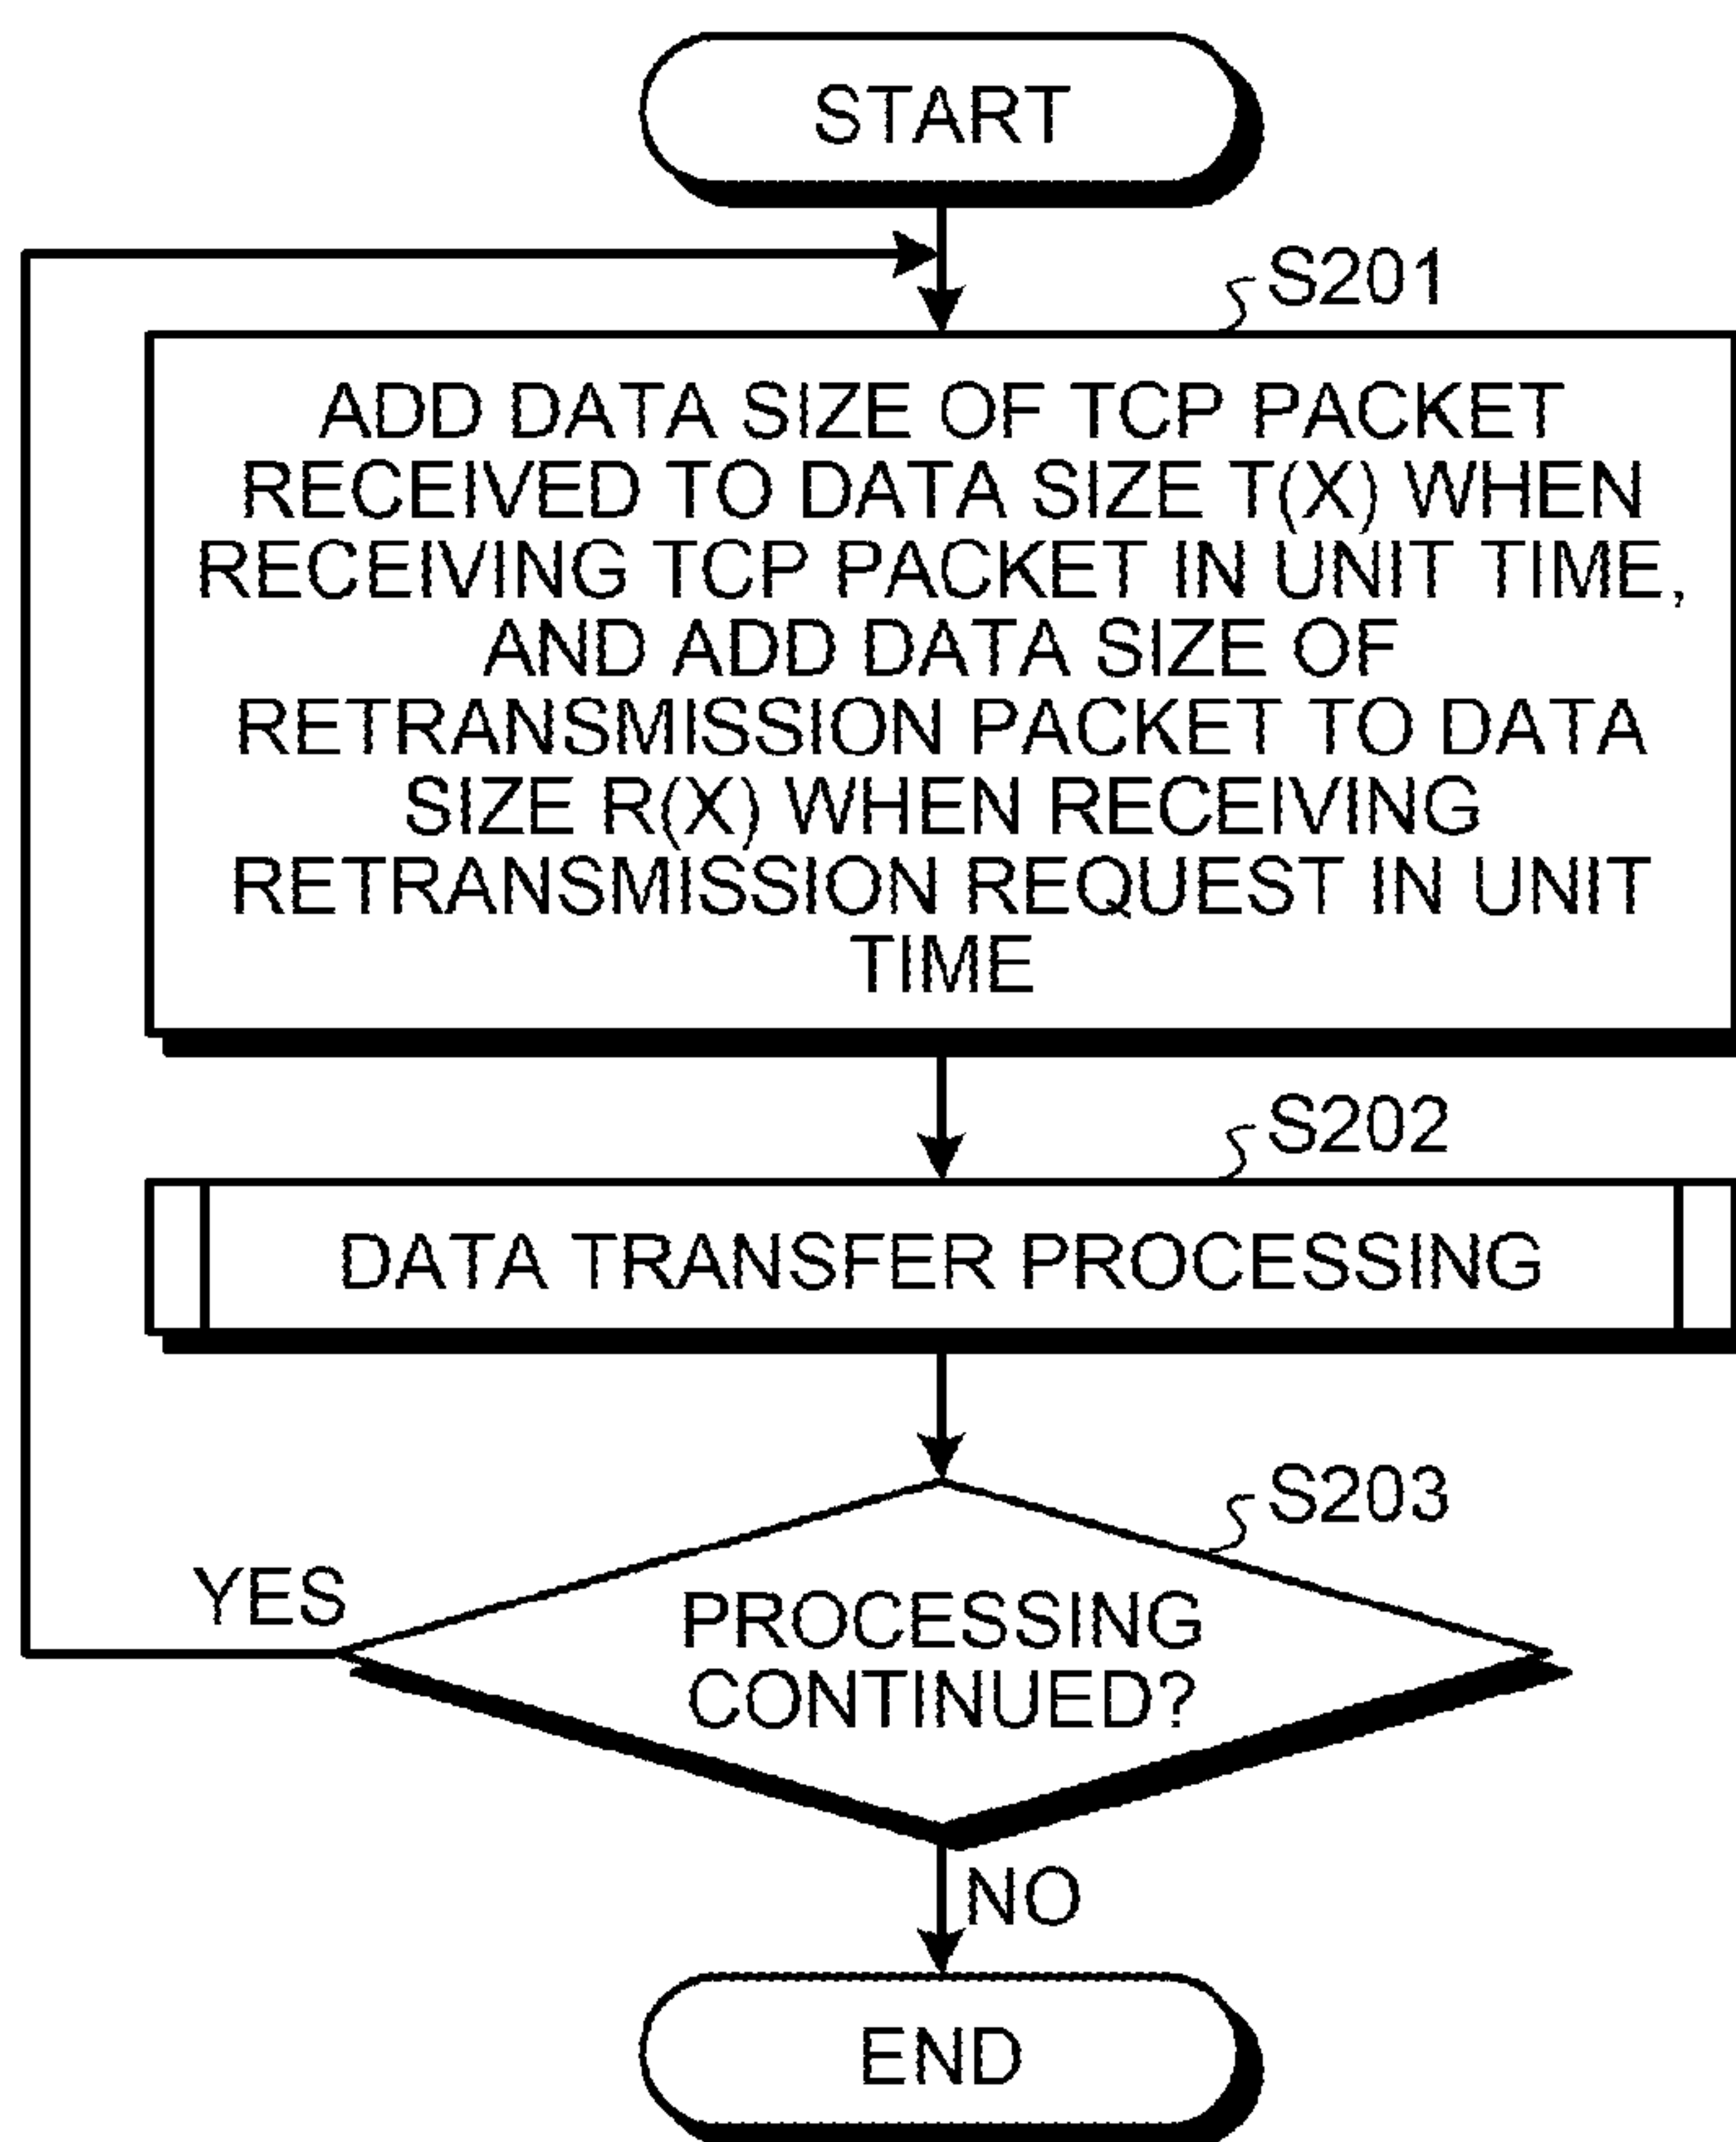 START
S201
ADD DATA SIZE OF TCP PACKET
RECEIVED TO DATA SIZE T(X) WHEN
RECEIVING TCP PACKET IN UNIT TIME,
AND ADD DATA SIZE OF
RETRANSMISSION PACKET TO DATA
SIZE R(X) WHEN RECEIVING
RETRANSMISSION REQUEST IN UNIT
TIME
S202
DATA TRANSFER PROCESSING
S203
YES
PROCESSING
CONTINUED?
NO
END